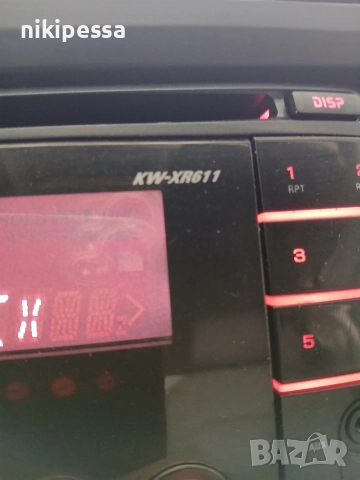 nikipessa
DISP
KW-XR611
1
RPT
3
5
BAZAR